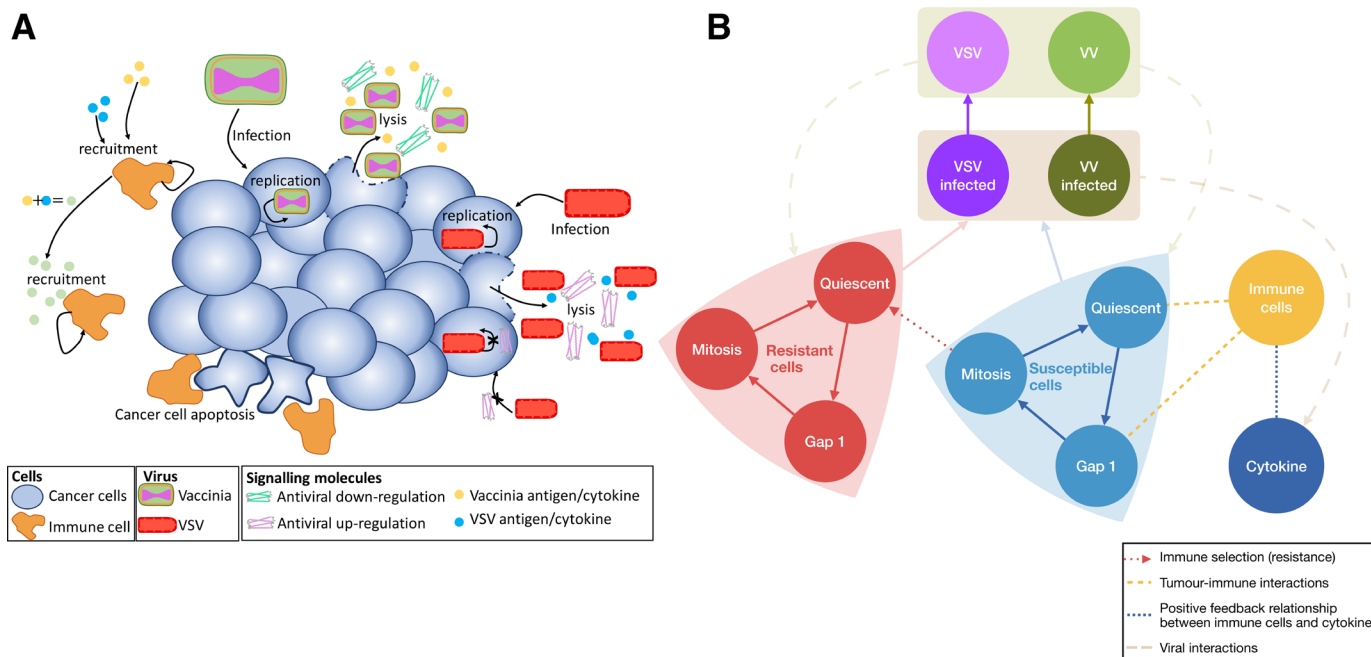 A
recruitment
Infection
lysis
replication
+ =
replication
Infection
recruitment
lysis
Cancer cell apoptosis
Cells
Cancer cells
Immune cell
Virus
Vaccinia
VSV
Signalling molecules
Antiviral down-regulation
Antiviral up-regulation
Vaccinia antigen/cytokine
VSV antigen/cytokine
B
VSV
VV
VSV
infected
VV
infected
Quiescent
Mitosis
Resistant
cells
Gap 1
Quiescent
Mitosis
Susceptible
cells
Gap 1
Immune
cells
Cytokine
Immune selection (resistance)
Tumour-immune interactions
Positive feedback relationship
between immune cells and cytokine
Viral interactions